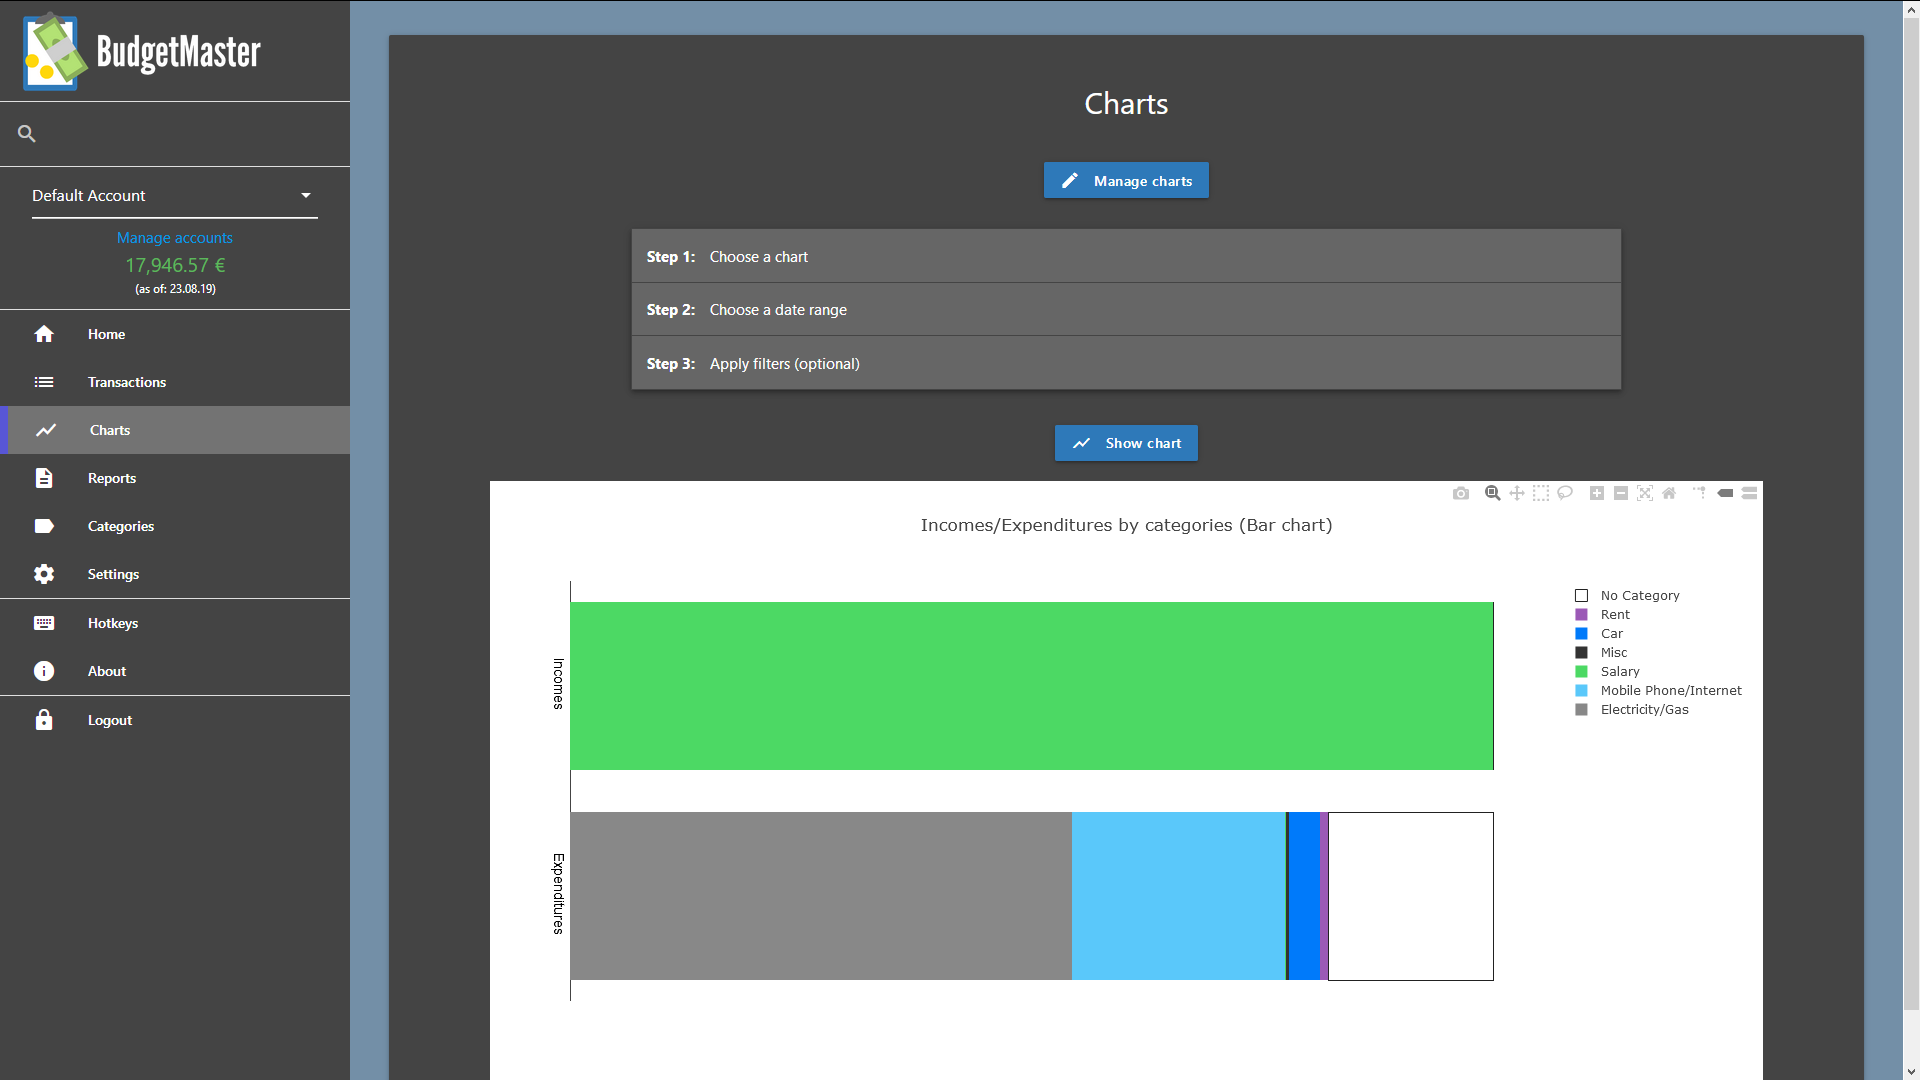 BudgetMaster
Default Account
Manage accounts
17,946.57 €
(as of: 23.08.19)
Home
Transactions
Charts
Reports
Categories
Settings
Hotkeys
About
Logout
Charts
Manage charts
Step 1: Choose a chart
Step 2: Choose a date range
Step 3: Apply filters (optional)
Show chart
Incomes/Expenditures by categories (Bar chart)
Incomes
Expenditures
No Category
Rent
Car
Misc
Salary
Mobile Phone/Internet
Electricity/Gas